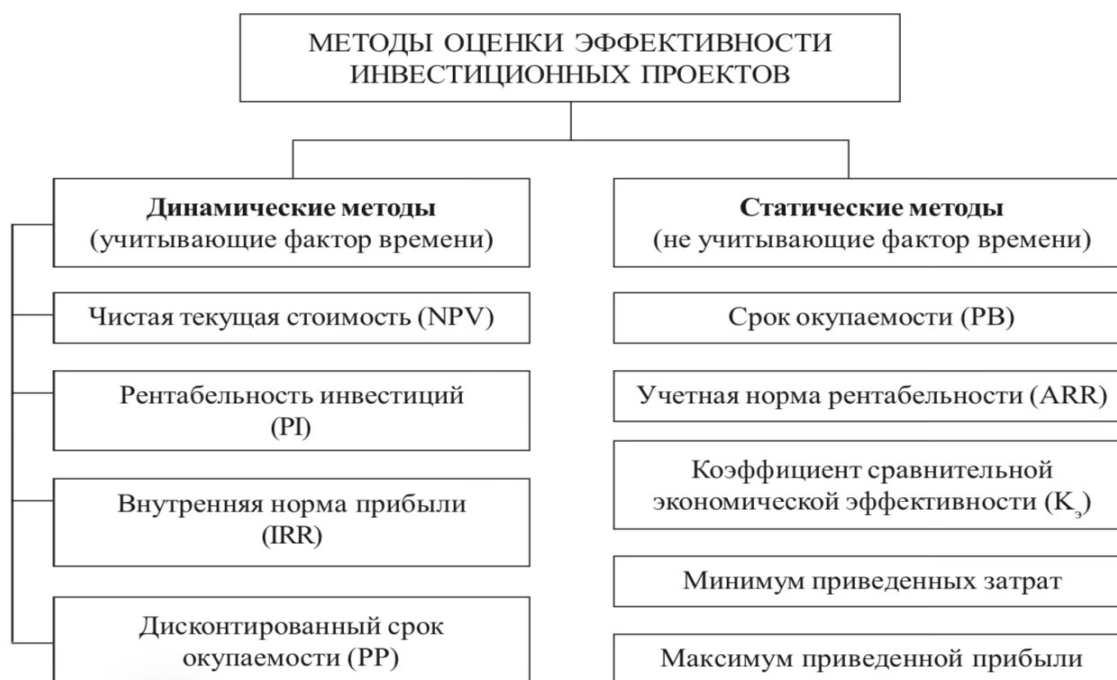 МЕТОДЫ ОЦЕНКИ ЭФФЕКТИВНОСТИ
ИНВЕСТИЦИОННЫХ ПРОЕКТОВ
Динамические методы
(учитывающие фактор времени)
Чистая текущая стоимость (NPV)
Рентабельность инвестиций
(PI)
Внутренняя норма прибыли
(IRR)
Дисконтированный срок
окупаемости (PP)
Статические методы
(не учитывающие фактор времени)
Срок окупаемости (PB)
Учетная норма рентабельности (ARR)
Коэффициент сравнительной
экономической эффективности (Kэ)
Минимум приведенных затрат
Максимум приведенной прибыли